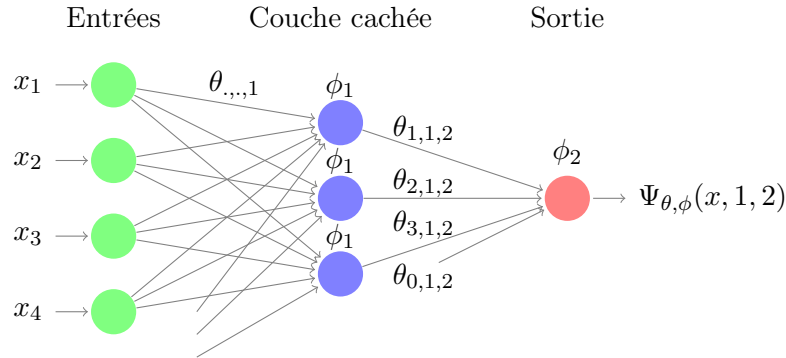 Entrées Couche cachée Sortie
x₁
θ.,.,₁
ϕ₁
x₂
ϕ₁
x₃
ϕ₁
x₄
θ₁,₁,₂
θ₂,₁,₂
θ₃,₁,₂
θ₀,₁,₂
ϕ₂
Ψ_{θ,ϕ}(x, 1, 2)